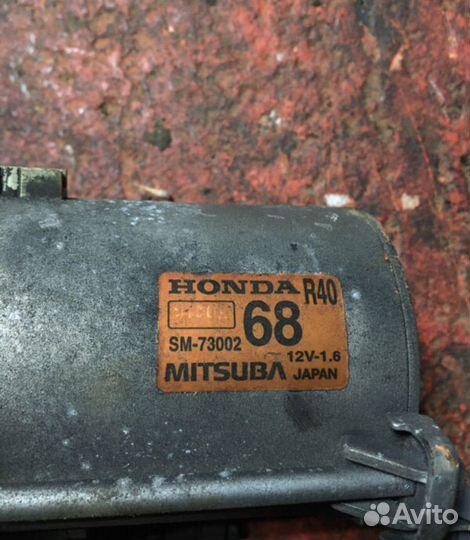 HONDA R40
68
SM-73002
12V-1.6
MITSUBA JAPAN
Avito